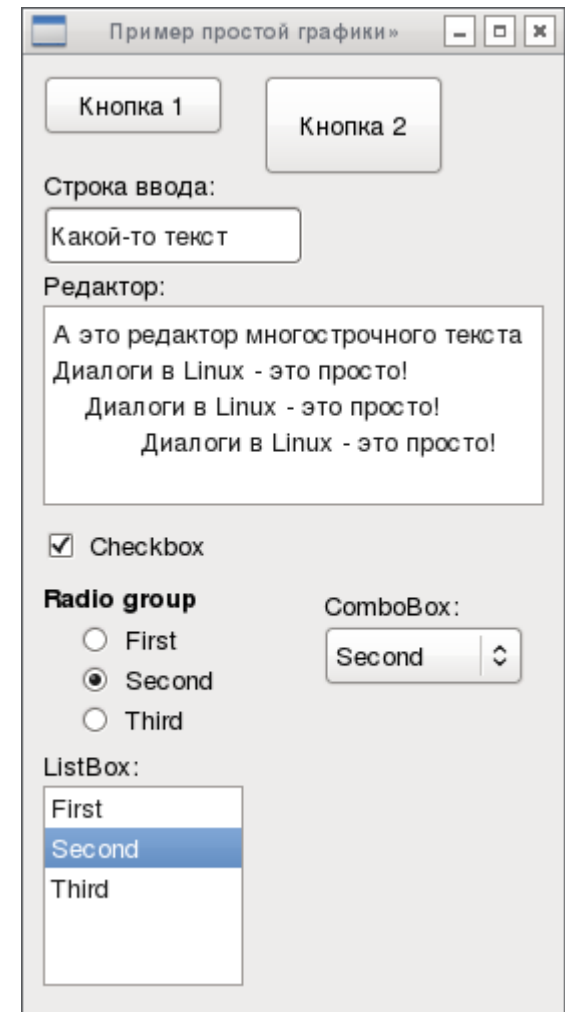 Пример простой графики»
Кнопка 1
Кнопка 2
Строка ввода:
Какой-то текст
Редактор:
А это редактор многострочного текста
Диалоги в Linux - это просто!
Диалоги в Linux - это просто!
Диалоги в Linux - это просто!
Checkbox
Radio group
First
Second
Third
ComboBox:
Second
ListBox:
First
Second
Third